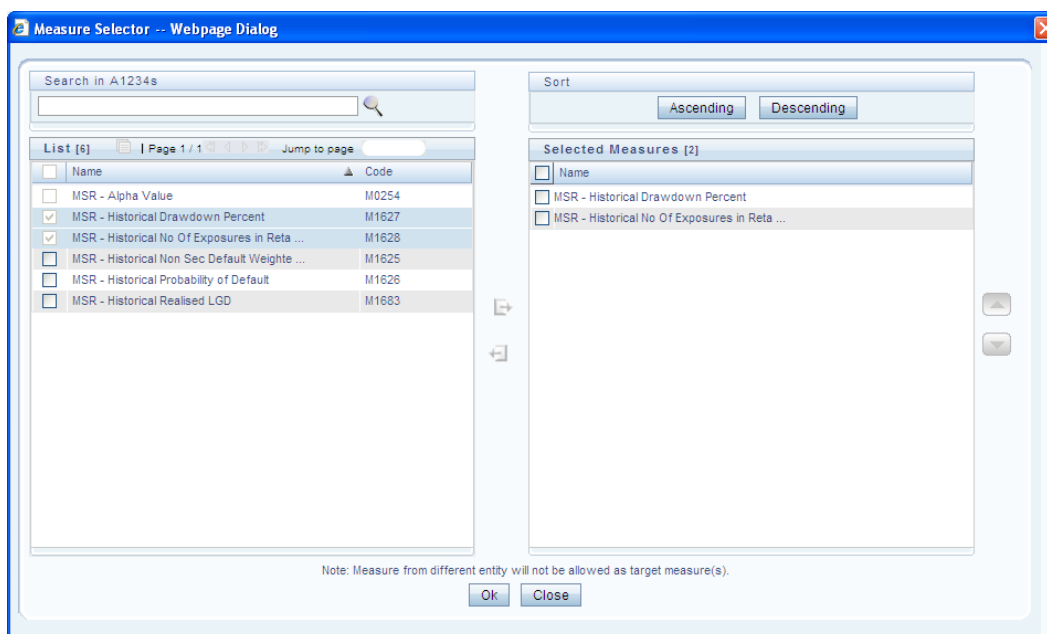 Measure Selector -- Webpage Dialog
Search in A1234s
Sort
Ascending Descending
List [6] | Page 1 / 1 Jump to page
Name Code
MSR - Alpha Value M0254
MSR - Historical Drawdown Percent M1627
MSR - Historical No Of Exposures in Reta ... M1628
MSR - Historical Non Sec Default Weighte ... M1625
MSR - Historical Probability of Default M1626
MSR - Historical Realised LGD M1683
Selected Measures [2]
Name
MSR - Historical Drawdown Percent
MSR - Historical No Of Exposures in Reta ...
Note: Measure from different entity will not be allowed as target measure(s).
Ok Close